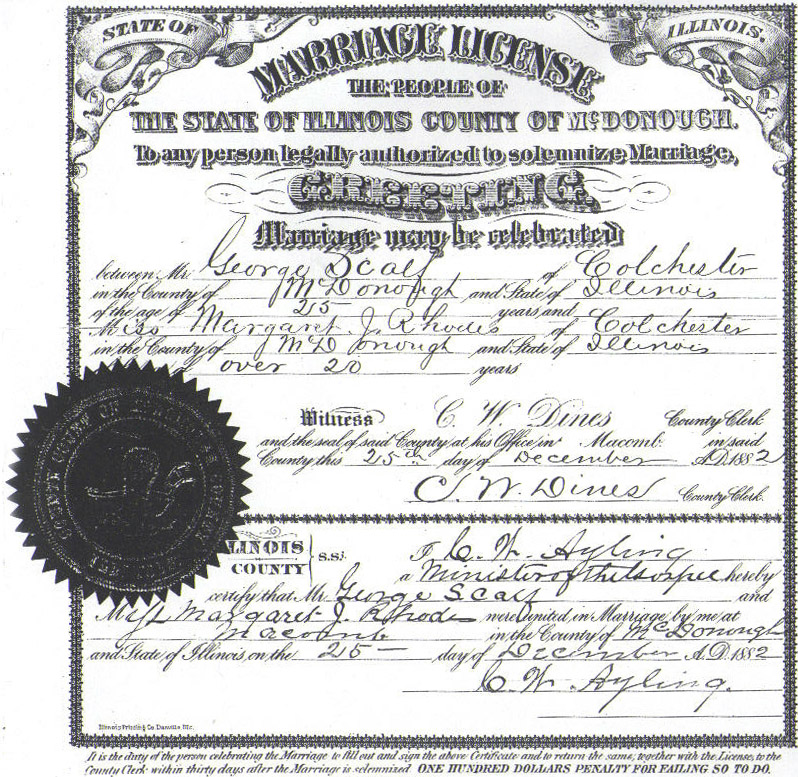 STATE OF ILLINOIS.
MARRIAGE LICENSE
THE PEOPLE OF
THE STATE OF ILLINOIS COUNTY OF McDONOUGH.
To any person legally authorized to solemnize Marriage,
GREETING.
Marriage may be celebrated
between Mr George Scalf of Colchester
in the County of McDonough and State of Illinois
of the age of 25 years and
Miss Margaret J. Rhodes of Colchester
in the County of McDonough and State of Illinois
over 20 years
Witness C. W. Dines County Clerk
and the seal of said County at his Office in Macomb in said
County this 25th day of December A.D. 1882
C. W. Dines County Clerk.
LINOIS
COUNTY } s.s.
I C. W. Ayling
a Minister of the Gospel hereby
certify that Mr. George Scalf and
Miss Margaret J. Rhodes were united in Marriage by me at
Macomb in the County of McDonough
and State of Illinois on the 25 — day of December A.D. 1882
C. W. Ayling.
Illinois Printing Co Danville Ills.
It is the duty of the person celebrating the Marriage to fill out and sign the above Certificate and to return the same, together with the License, to the
County Clerk within thirty days after the Marriage is solemnized ONE HUNDRED DOLLARS PENALTY FOR FAILING SO TO DO.